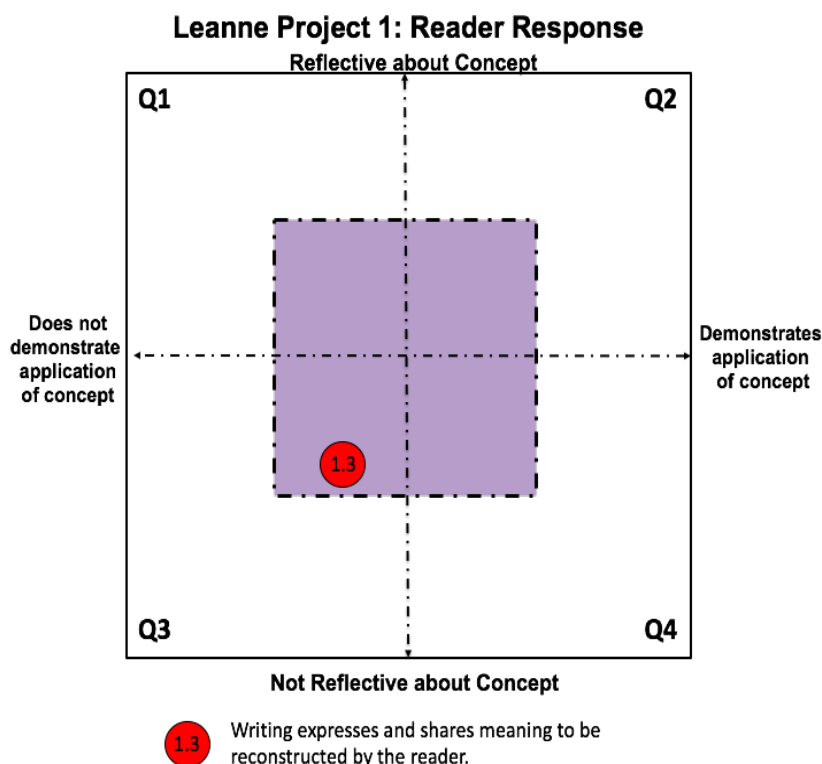 Leanne Project 1: Reader Response
Reflective about Concept
Q1
Q2
Does not
demonstrate
application
of concept
Demonstrates
application
of concept
1.3
Q3
Q4
Not Reflective about Concept
1.3
Writing expresses and shares meaning to be
reconstructed by the reader.